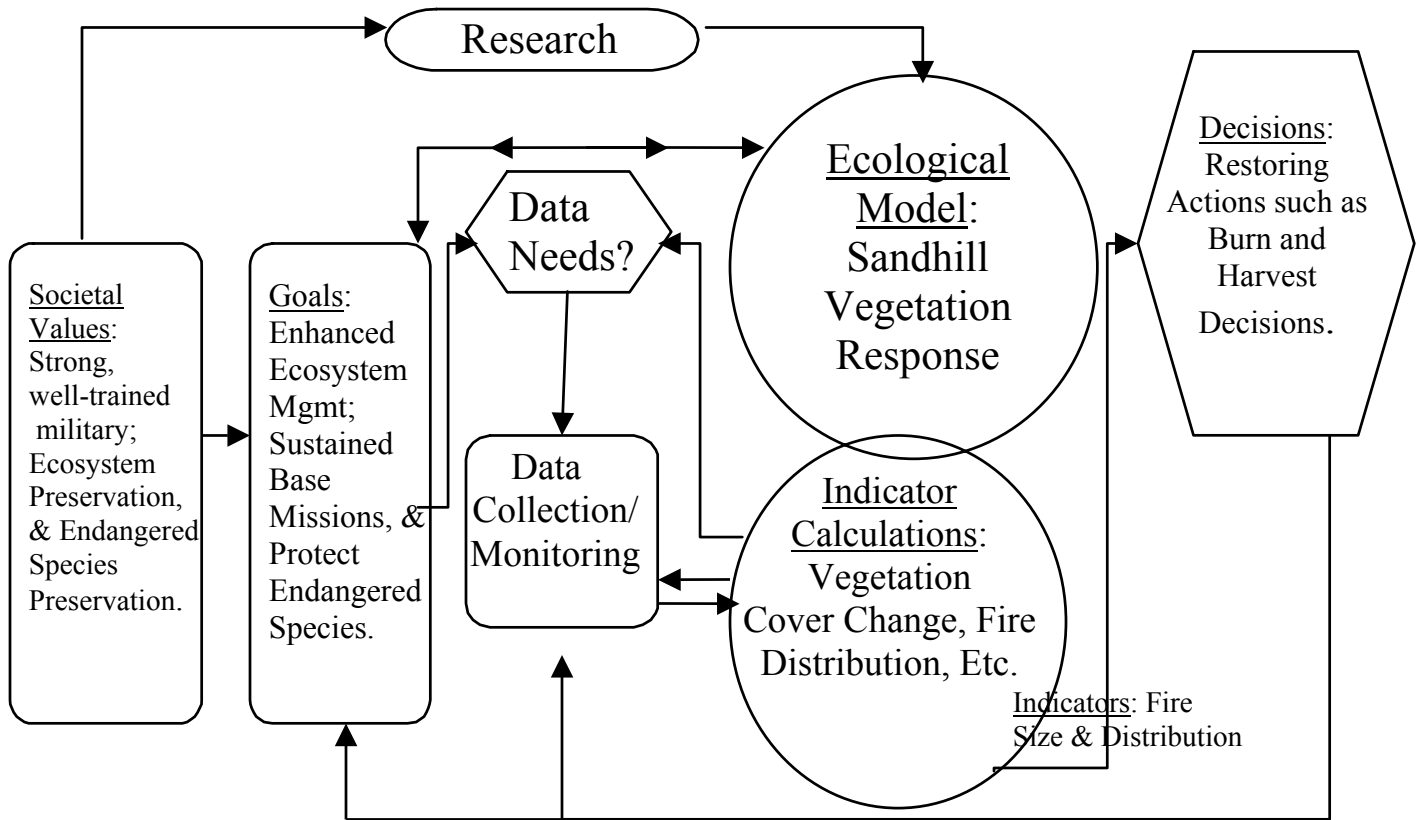 Research
Societal
Values:
Strong,
well-trained
military;
Ecosystem
Preservation,
& Endangered
Species
Preservation.
Goals:
Enhanced
Ecosystem
Mgmt;
Sustained
Base
Missions, &
Protect
Endangered
Species.
Data
Needs?
Data
Collection/
Monitoring
Ecological
Model:
Sandhill
Vegetation
Response
Indicator
Calculations:
Vegetation
Cover Change, Fire
Distribution, Etc.
Indicators: Fire
Size & Distribution
Decisions:
Restoring
Actions such as
Burn and
Harvest
Decisions.